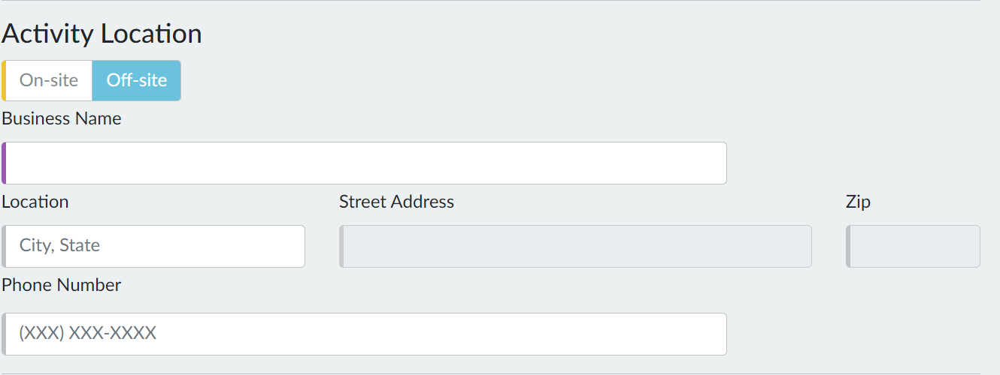 Activity Location
On-site Off-site
Business Name
Location Street Address Zip
City, State
Phone Number
(XXX) XXX-XXXX